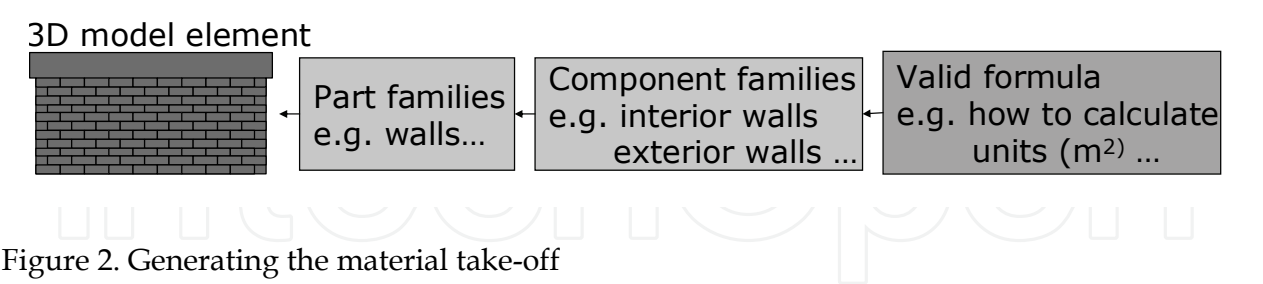 3D model element
Part families
e.g. walls...
Component families
e.g. interior walls
exterior walls ...
Valid formula
e.g. how to calculate
units (m²⁾ ...
intechopen
Figure 2. Generating the material take-off